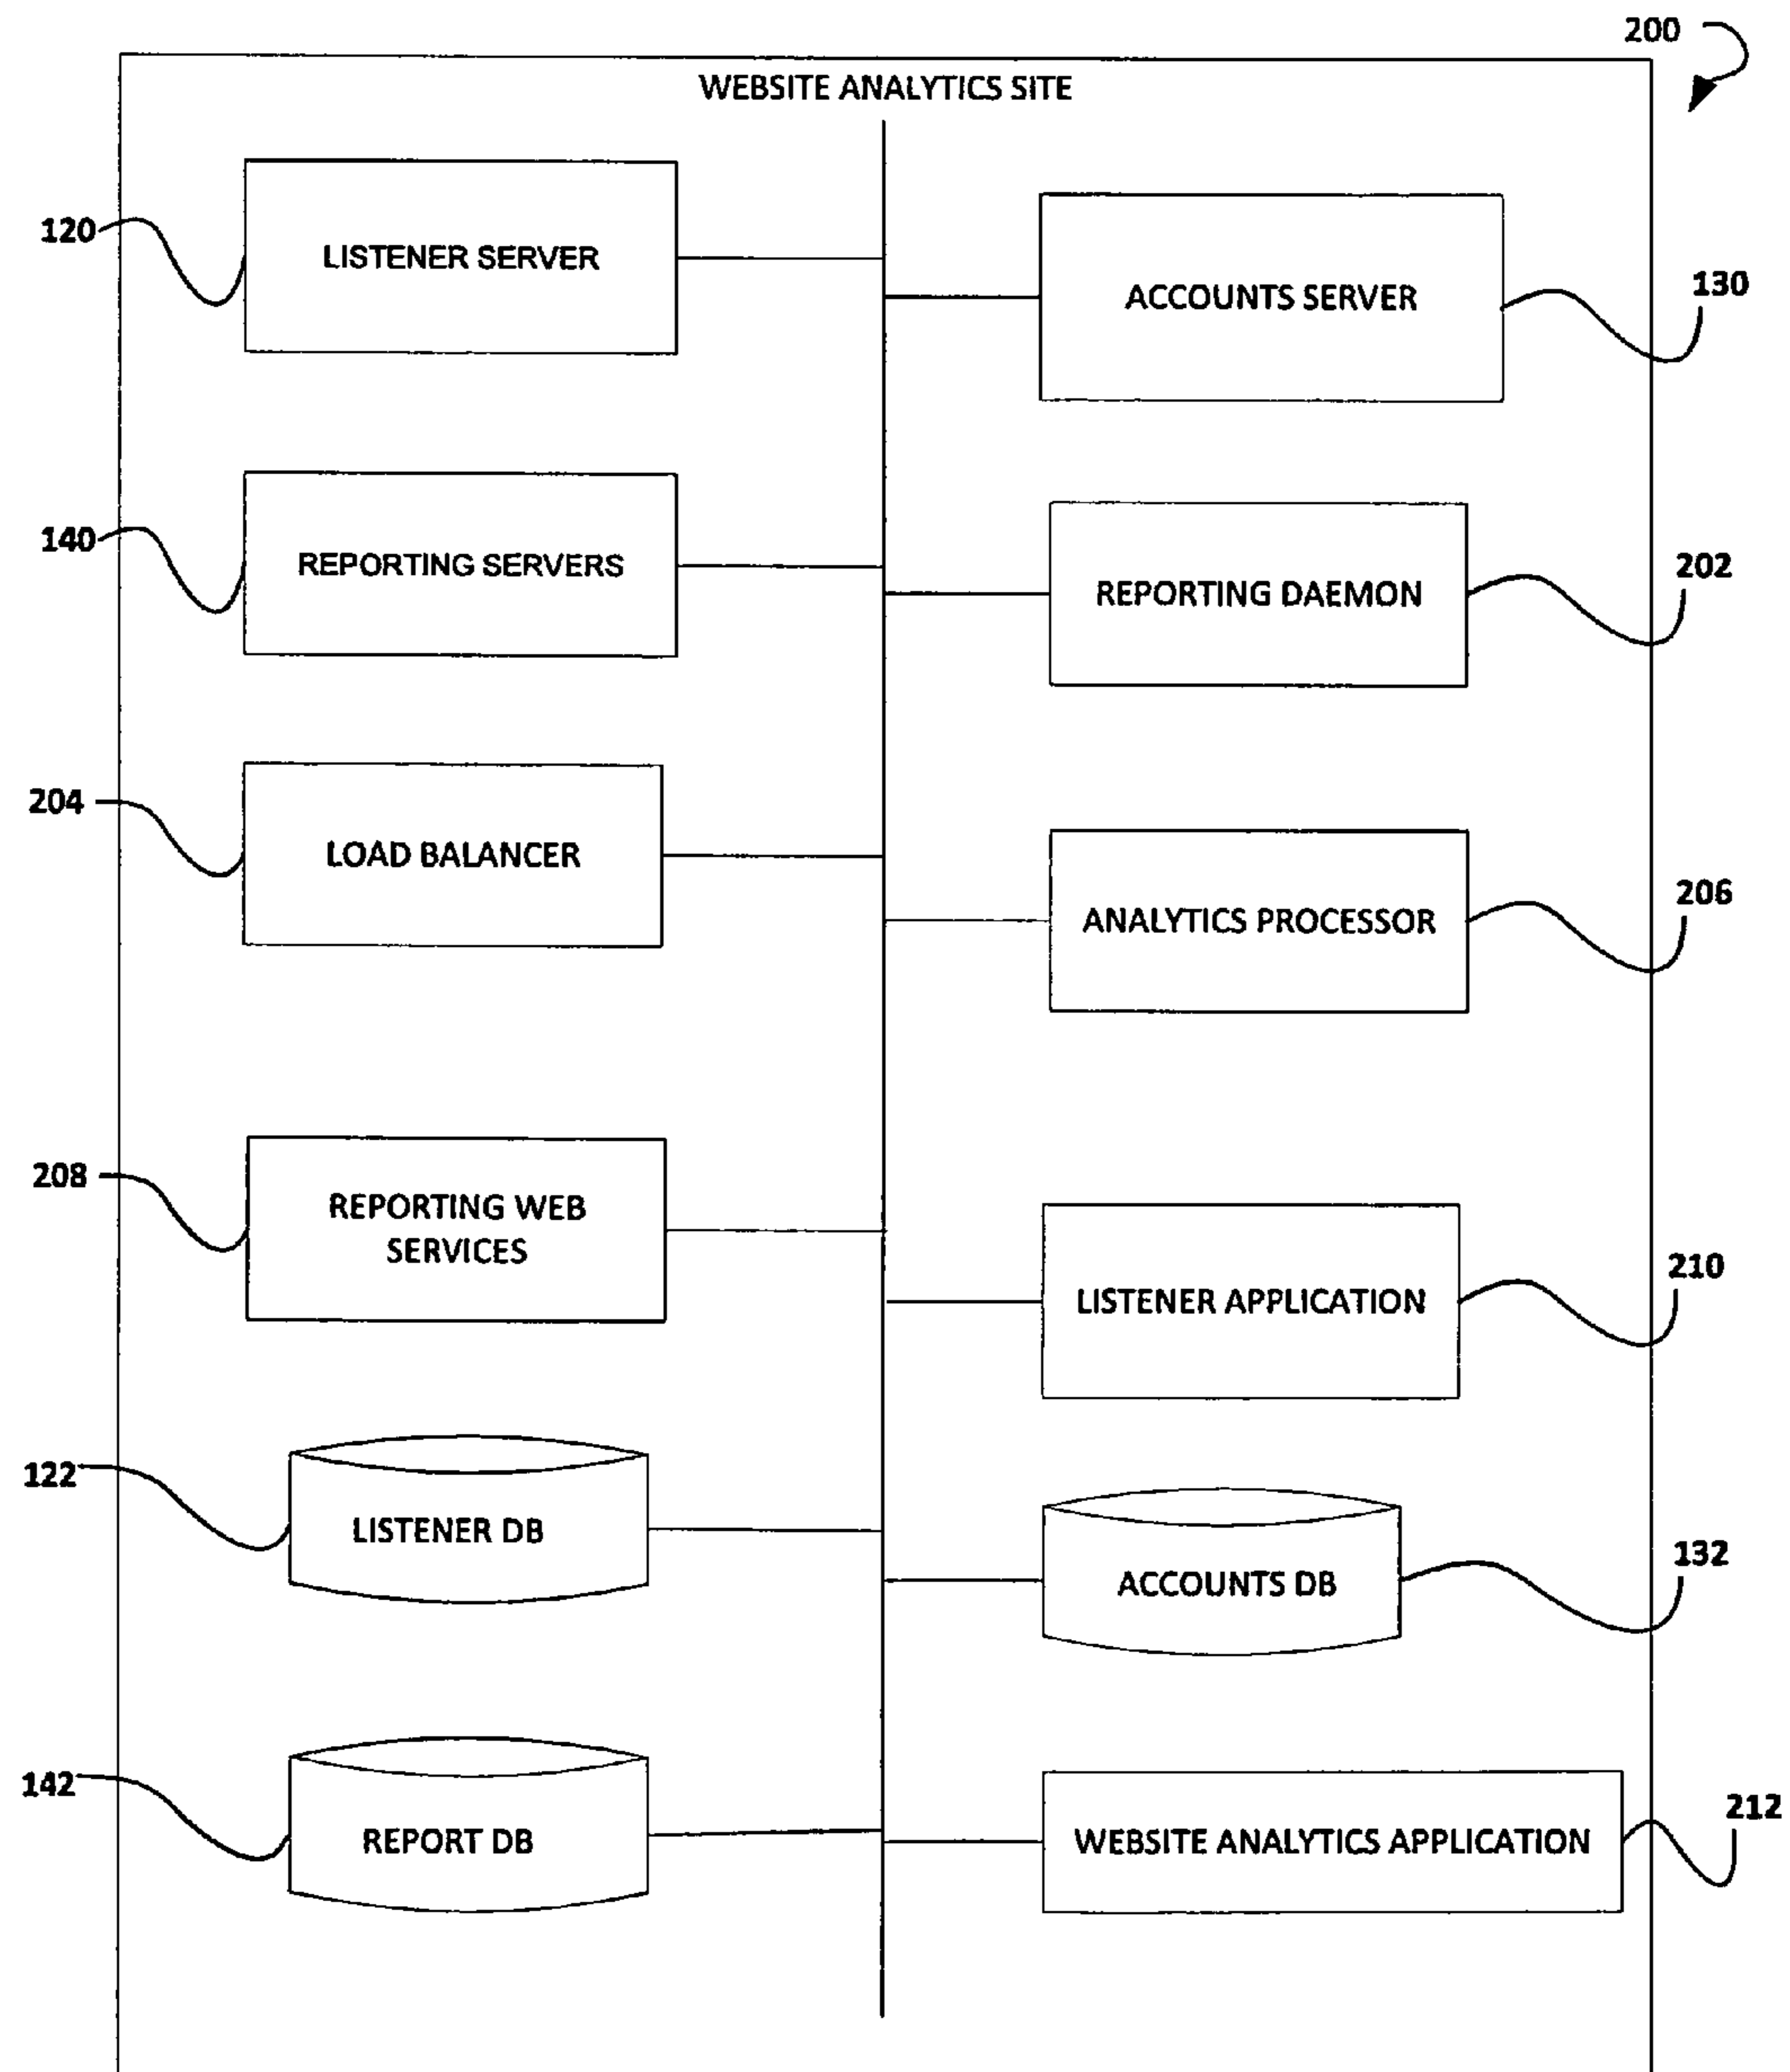 200
WEBSITE ANALYTICS SITE
120
LISTENER SERVER
ACCOUNTS SERVER
130
140
REPORTING SERVERS
REPORTING DAEMON
202
204
LOAD BALANCER
ANALYTICS PROCESSOR
206
208
REPORTING WEB
SERVICES
LISTENER APPLICATION
210
122
LISTENER DB
ACCOUNTS DB
132
142
REPORT DB
WEBSITE ANALYTICS APPLICATION
212